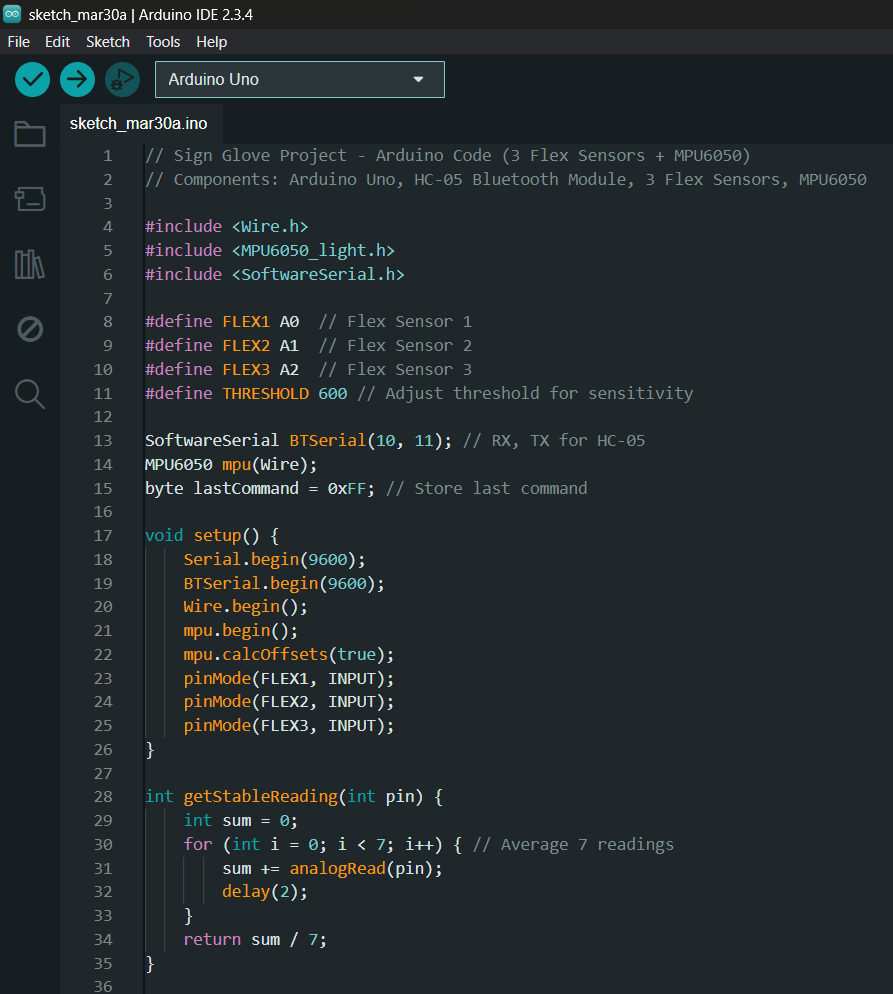 sketch_mar30a | Arduino IDE 2.3.4
File Edit Sketch Tools Help
Arduino Uno
sketch_mar30a.ino
1 // Sign Glove Project - Arduino Code (3 Flex Sensors + MPU6050)
2 // Components: Arduino Uno, HC-05 Bluetooth Module, 3 Flex Sensors, MPU6050
3
4 #include <Wire.h>
5 #include <MPU6050_light.h>
6 #include <SoftwareSerial.h>
7
8 #define FLEX1 A0  // Flex Sensor 1
9 #define FLEX2 A1  // Flex Sensor 2
10 #define FLEX3 A2  // Flex Sensor 3
11 #define THRESHOLD 600 // Adjust threshold for sensitivity
12
13 SoftwareSerial BTSerial(10, 11); // RX, TX for HC-05
14 MPU6050 mpu(Wire);
15 byte lastCommand = 0xFF; // Store last command
16
17 void setup() {
18     Serial.begin(9600);
19     BTSerial.begin(9600);
20     Wire.begin();
21     mpu.begin();
22     mpu.calcOffsets(true);
23     pinMode(FLEX1, INPUT);
24     pinMode(FLEX2, INPUT);
25     pinMode(FLEX3, INPUT);
26 }
27
28 int getStableReading(int pin) {
29     int sum = 0;
30     for (int i = 0; i < 7; i++) { // Average 7 readings
31         sum += analogRead(pin);
32         delay(2);
33     }
34     return sum / 7;
35 }
36